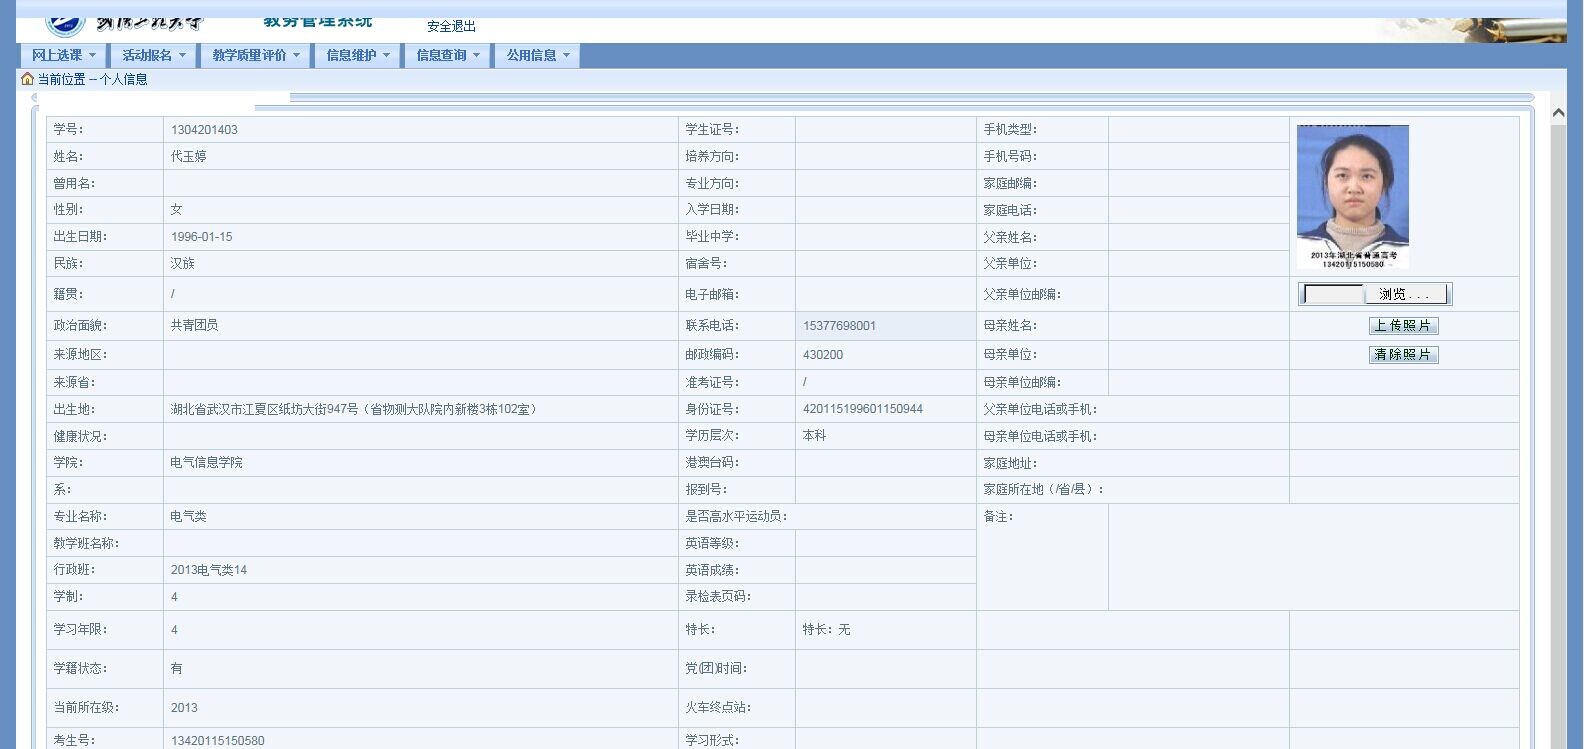 教务管理系统
安全退出
网上选课 活动报名 教学质量评价 信息维护 信息查询 公用信息
当前位置 -- 个人信息
学号： 1304201403 学生证号： 手机类型：
姓名： 代玉婷 培养方向： 手机号码：
曾用名： 专业方向： 家庭邮编：
性别： 女 入学日期： 家庭电话：
出生日期： 1996-01-15 毕业中学： 父亲姓名：
民族： 汉族 宿舍号： 父亲单位：
2013年湖北省普通高考
13420115150580
籍贯： / 电子邮箱： 父亲单位邮编： 浏览...
政治面貌： 共青团员 联系电话： 15377698001 母亲姓名： 上传照片
来源地区： 邮政编码： 430200 母亲单位： 清除照片
来源省： 准考证号： / 母亲单位邮编：
出生地： 湖北省武汉市江夏区纸坊大街947号（省物测大队院内新楼3栋102室） 身份证号： 420115199601150944 父亲单位电话或手机：
健康状况： 学历层次： 本科 母亲单位电话或手机：
学院： 电气信息学院 港澳台码： 家庭地址：
系： 报到号： 家庭所在地（/省/县）：
专业名称： 电气类 是否高水平运动员： 备注：
教学班名称： 英语等级：
行政班： 2013电气类14 英语成绩：
学制： 4 录检表页码：
学习年限： 4 特长： 特长：无
学籍状态： 有 党(团)时间：
当前所在级： 2013 火车终点站：
考生号： 13420115150580 学习形式：